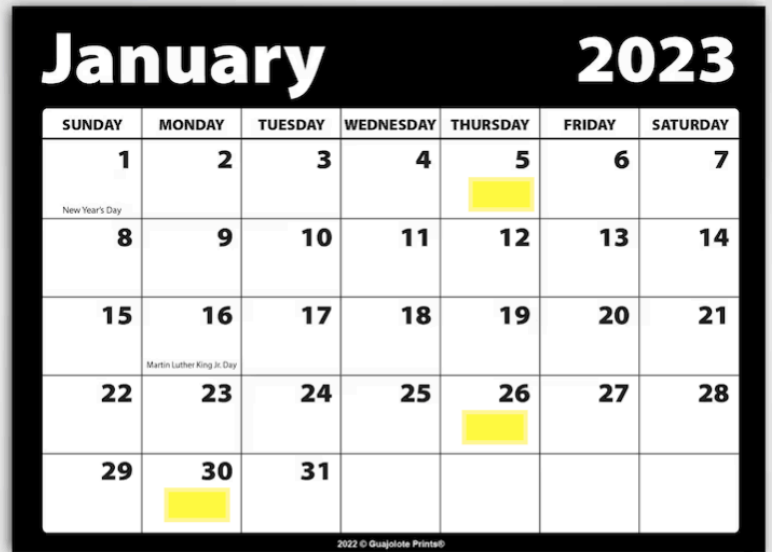 January 2023
SUNDAY MONDAY TUESDAY WEDNESDAY THURSDAY FRIDAY SATURDAY
1 2 3 4 5 6 7
New Year's Day
8 9 10 11 12 13 14
15 16 17 18 19 20 21
Martin Luther King Jr. Day
22 23 24 25 26 27 28
29 30 31
2022 © Guajolote Prints®